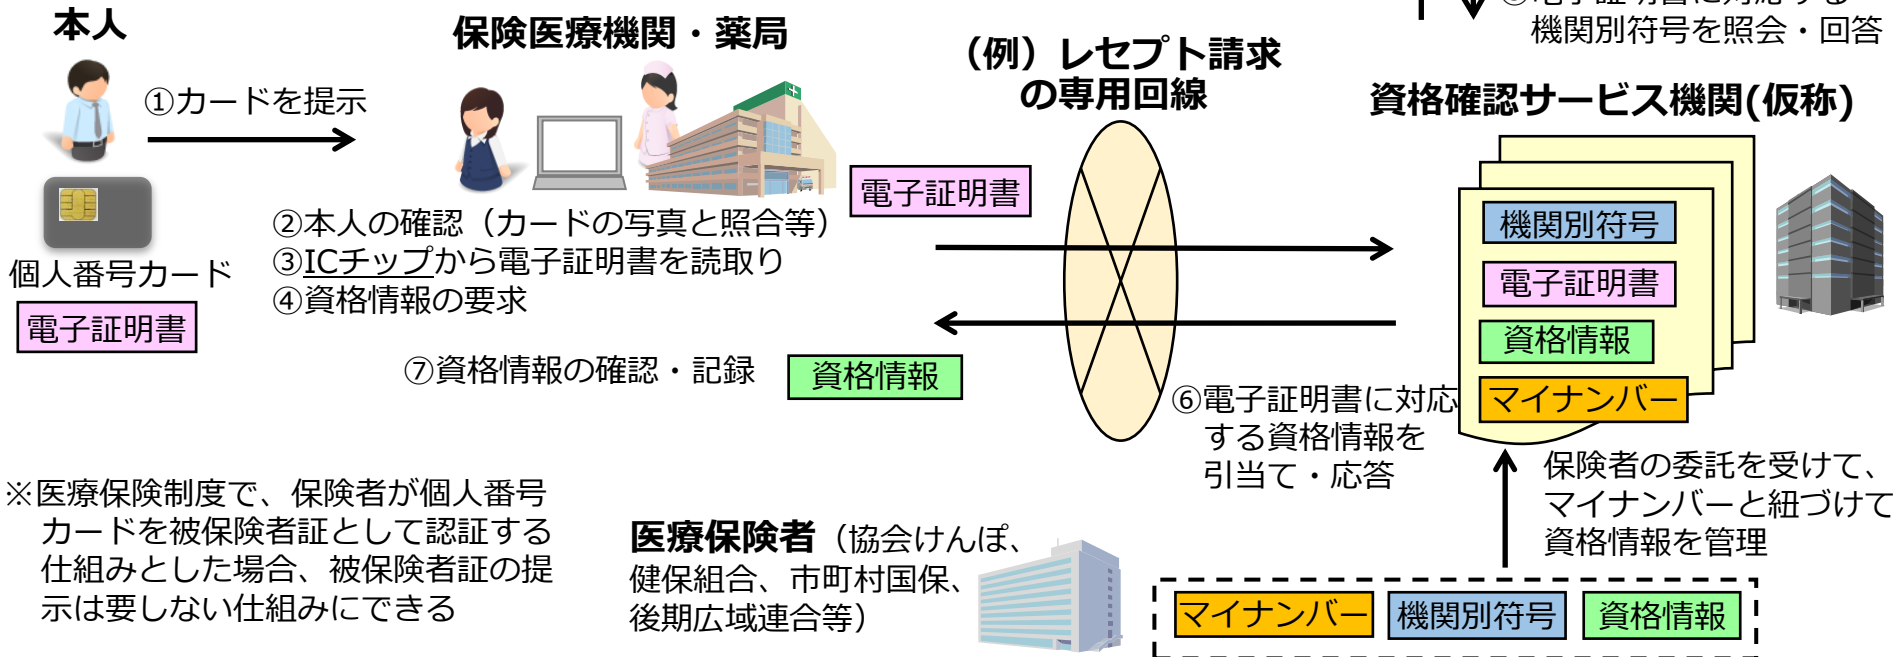 本人
保険医療機関・薬局
(例)レセプト請求
の専用回線
電子証明書に対応する
機関別符号を照会・回答
資格確認サービス機関(仮称)
①カードを提示
個人番号カード
電子証明書
②本人の確認(カードの写真と照合等)
③ICチップから電子証明書を読取り
④資格情報の要求
電子証明書
⑦資格情報の確認・記録
資格情報
機関別符号
電子証明書
資格情報
マイナンバー
⑥電子証明書に対応
する資格情報を
引当て・応答
保険者の委託を受けて、
マイナンバーと紐づけて
資格情報を管理
※医療保険制度で、保険者が個人番号
カードを被保険者証として認証する
仕組みとした場合、被保険者証の提
示は要しない仕組みにできる
医療保険者(協会けんぽ、
健保組合、市町村国保、
後期広域連合等)
マイナンバー
機関別符号
資格情報